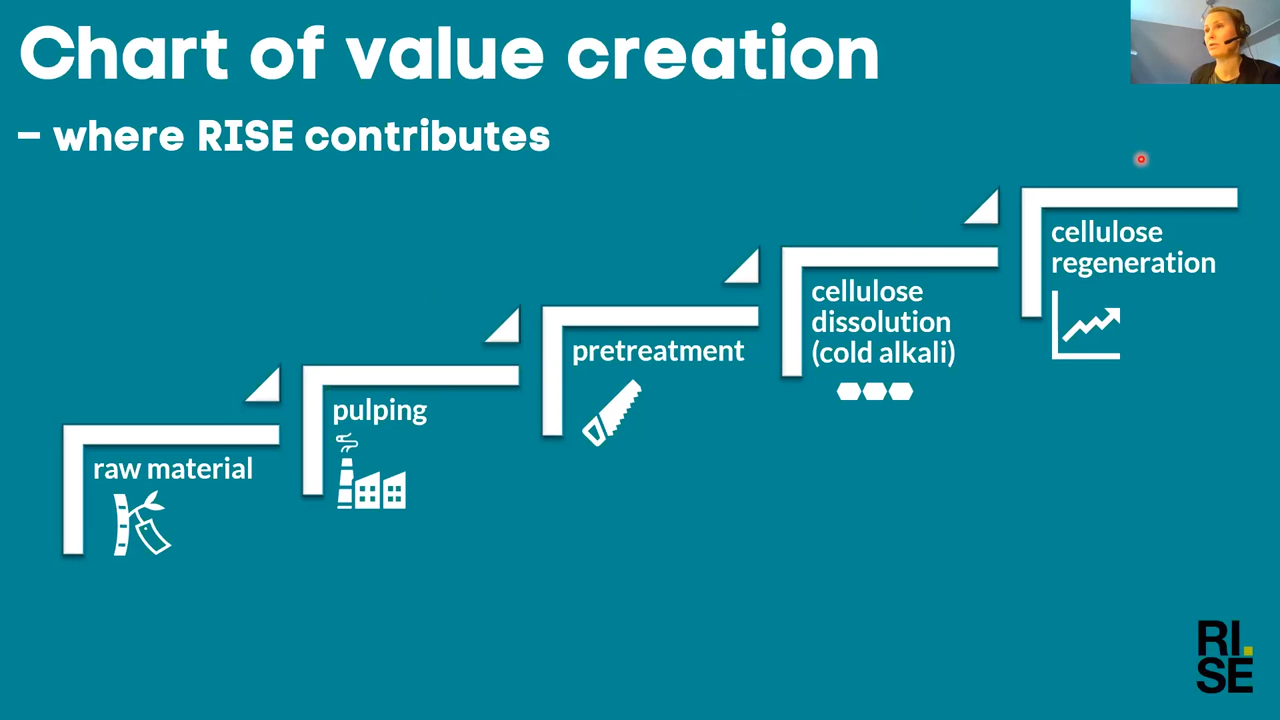 Chart of value creation
– where RISE contributes
cellulose
regeneration
cellulose
dissolution
(cold alkali)
pretreatment
pulping
raw material
RI.
SE